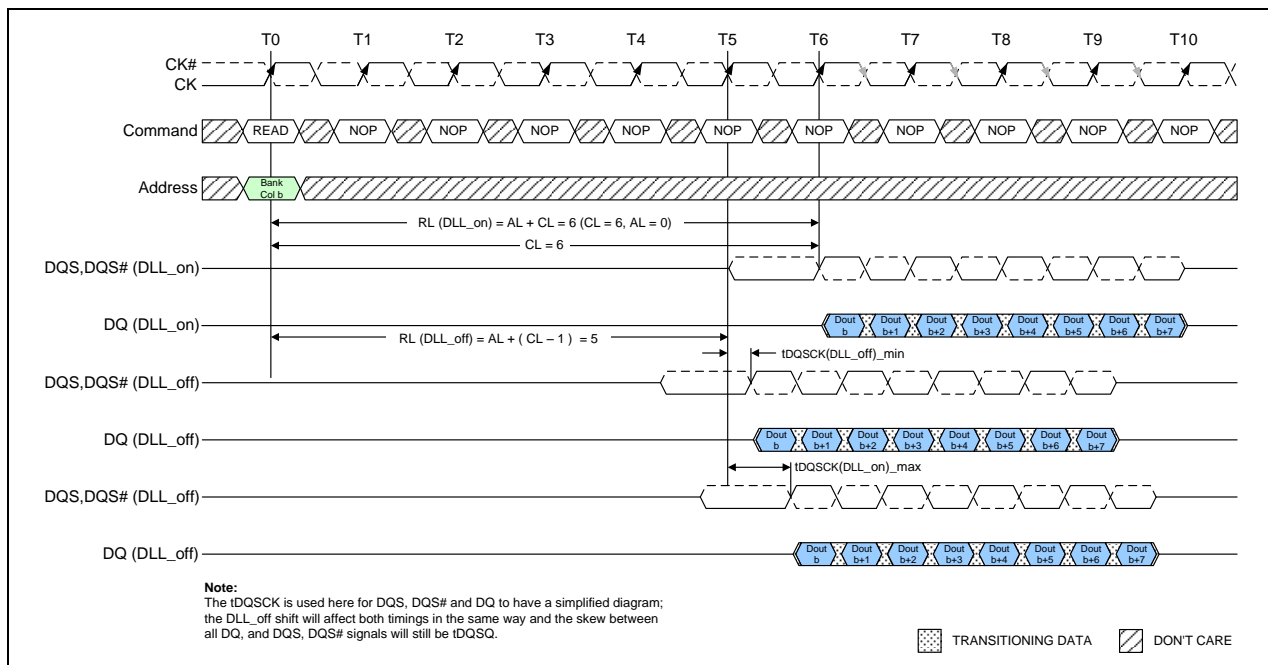 T0 T1 T2 T3 T4 T5 T6 T7 T8 T9 T10
CK#
CK
Command READ NOP NOP NOP NOP NOP NOP NOP NOP NOP NOP
Address Bank
Col b
RL (DLL_on) = AL + CL = 6 (CL = 6, AL = 0)
CL = 6
DQS,DQS# (DLL_on)
DQ (DLL_on) Dout Dout Dout Dout Dout Dout Dout Dout
b b+1 b+2 b+3 b+4 b+5 b+6 b+7
RL (DLL_off) = AL + ( CL – 1 ) = 5
tDQSCK(DLL_off)_min
DQS,DQS# (DLL_off)
DQ (DLL_off) Dout Dout Dout Dout Dout Dout Dout Dout
b b+1 b+2 b+3 b+4 b+5 b+6 b+7
tDQSCK(DLL_on)_max
DQS,DQS# (DLL_off)
DQ (DLL_off) Dout Dout Dout Dout Dout Dout Dout Dout
b b+1 b+2 b+3 b+4 b+5 b+6 b+7
Note:
The tDQSCK is used here for DQS, DQS# and DQ to have a simplified diagram;
the DLL_off shift will affect both timings in the same way and the skew between
all DQ, and DQS, DQS# signals will still be tDQSQ.
TRANSITIONING DATA DON'T CARE